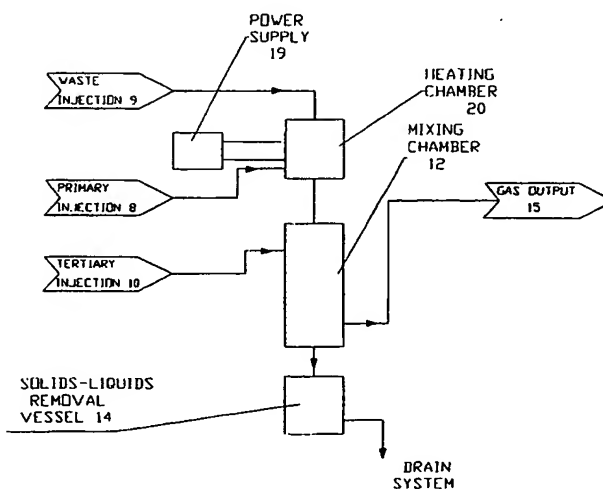 POWER
SUPPLY
19
WASTE
INJECTION 9
HEATING
CHAMBER
20
MIXING
CHAMBER
12
PRIMARY
INJECTION 8
GAS OUTPUT
15
TERTIARY
INJECTION 10
SOLIDS-LIQUIDS
REMOVAL
VESSEL 14
DRAIN
SYSTEM